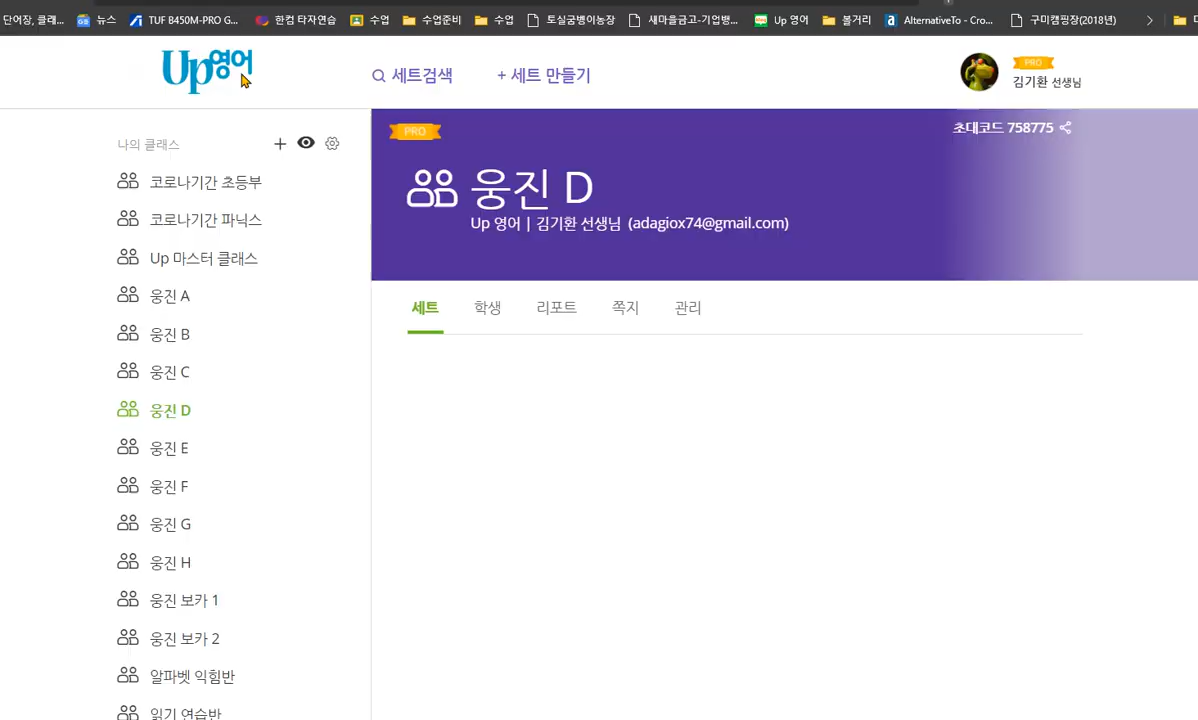 단어장, 클래... 뉴스 TUF B450M-PRO G... 한컴 타자연습 수업 수업준비 수업 토실굼벵이농장 새마을금고-기업뱅... Up 영어 볼거리 AlternativeTo - Cro... 구미캠핑장(2018년)
Up영어
세트검색
+ 세트 만들기
PRO
김기환 선생님
나의 클래스
코로나기간 초등부
코로나기간 파닉스
Up 마스터 클래스
웅진 A
웅진 B
웅진 C
웅진 D
웅진 E
웅진 F
웅진 G
웅진 H
웅진 보카 1
웅진 보카 2
알파벳 익힘반
읽기 연습반
PRO
초대코드 758775
웅진 D
Up 영어 | 김기환 선생님 (adagiox74@gmail.com)
세트 학생 리포트 쪽지 관리